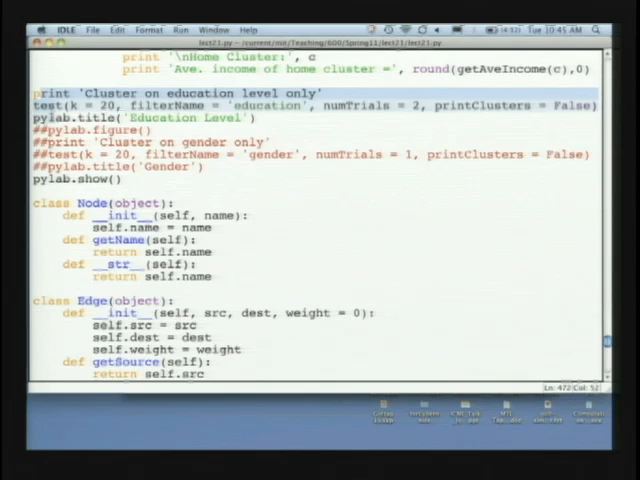 IDLE File Edit Format Run Windows Help
Tue 10:45 AM
lect21.py - /current/mit/Teaching/600/Spring11/lect21/lect21.py
print '\nHome Cluster:', c
print 'Ave. income of home cluster =', round(getAveIncome(c),0)
print 'Cluster on education level only'
test(k = 20, filterName = 'education', numTrials = 2, printClusters = False)
pylab.title('Education Level')
##pylab.figure()
##print 'Cluster on gender only'
##test(k = 20, filterName = 'gender', numTrials = 1, printClusters = False)
##pylab.title('Gender')
pylab.show()
class Node(object):
def __init__(self, name):
self.name = name
def getName(self):
return self.name
def __str__(self):
return self.name
class Edge(object):
def __init__(self, src, dest, weight = 0):
self.src = src
self.dest = dest
self.weight = weight
def getSource(self):
return self.src
Ln: 472 Col: 52